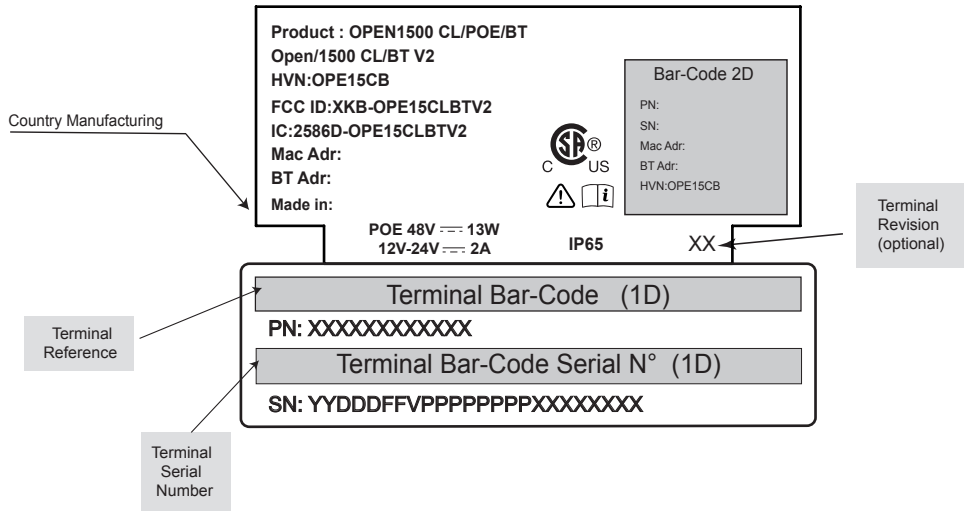 Product : OPEN1500 CL/POE/BT
Open/1500 CL/BT V2
HVN:OPE15CB
FCC ID:XKB-OPE15CLBTV2
IC:2586D-OPE15CLBTV2
Mac Adr:
BT Adr:
Made in:
Country Manufacturing
SA ®
C US
i
Bar-Code 2D
PN:
SN:
Mac Adr:
BT Adr:
HVN:OPE15CB
POE 48V 13W
12V-24V 2A
IP65
XX
Terminal
Revision
(optional)
Terminal Bar-Code (1D)
PN: XXXXXXXXXXXX
Terminal
Reference
Terminal Bar-Code Serial N° (1D)
SN: YYDDDFFVPPPPPPPPXXXXXXXX
Terminal
Serial
Number